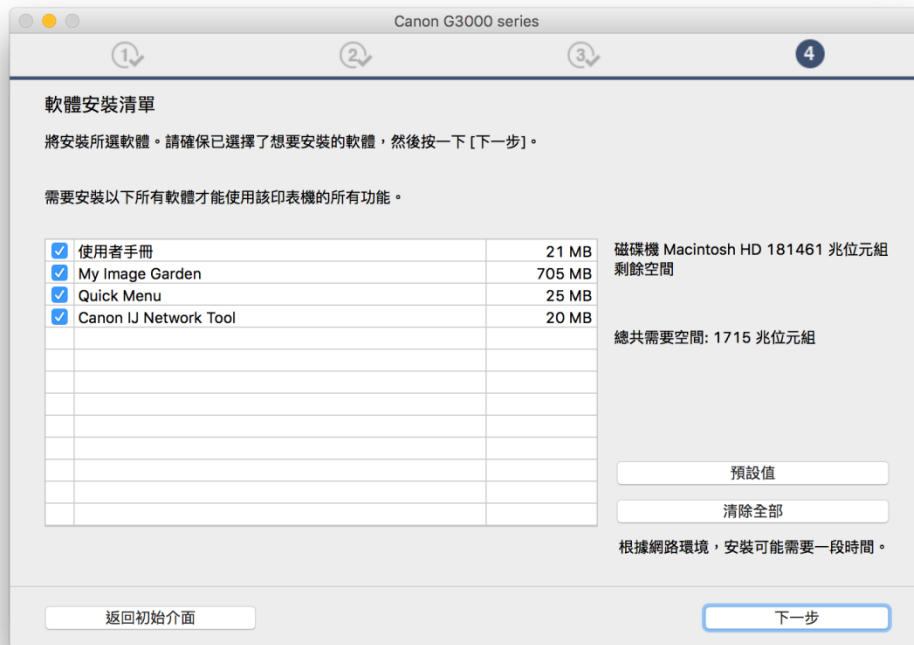 Canon G3000 series
1
2
3
4
軟體安裝清單
將安裝所選軟體。請確保已選擇了想要安裝的軟體，然後按一下 [下一步]。
需要安裝以下所有軟體才能使用該印表機的所有功能。
使用者手冊 21 MB
My Image Garden 705 MB
Quick Menu 25 MB
Canon IJ Network Tool 20 MB
磁碟機 Macintosh HD 181461 兆位元組
剩餘空間
總共需要空間: 1715 兆位元組
預設值
清除全部
根據網路環境，安裝可能需要一段時間。
返回初始介面
下一步